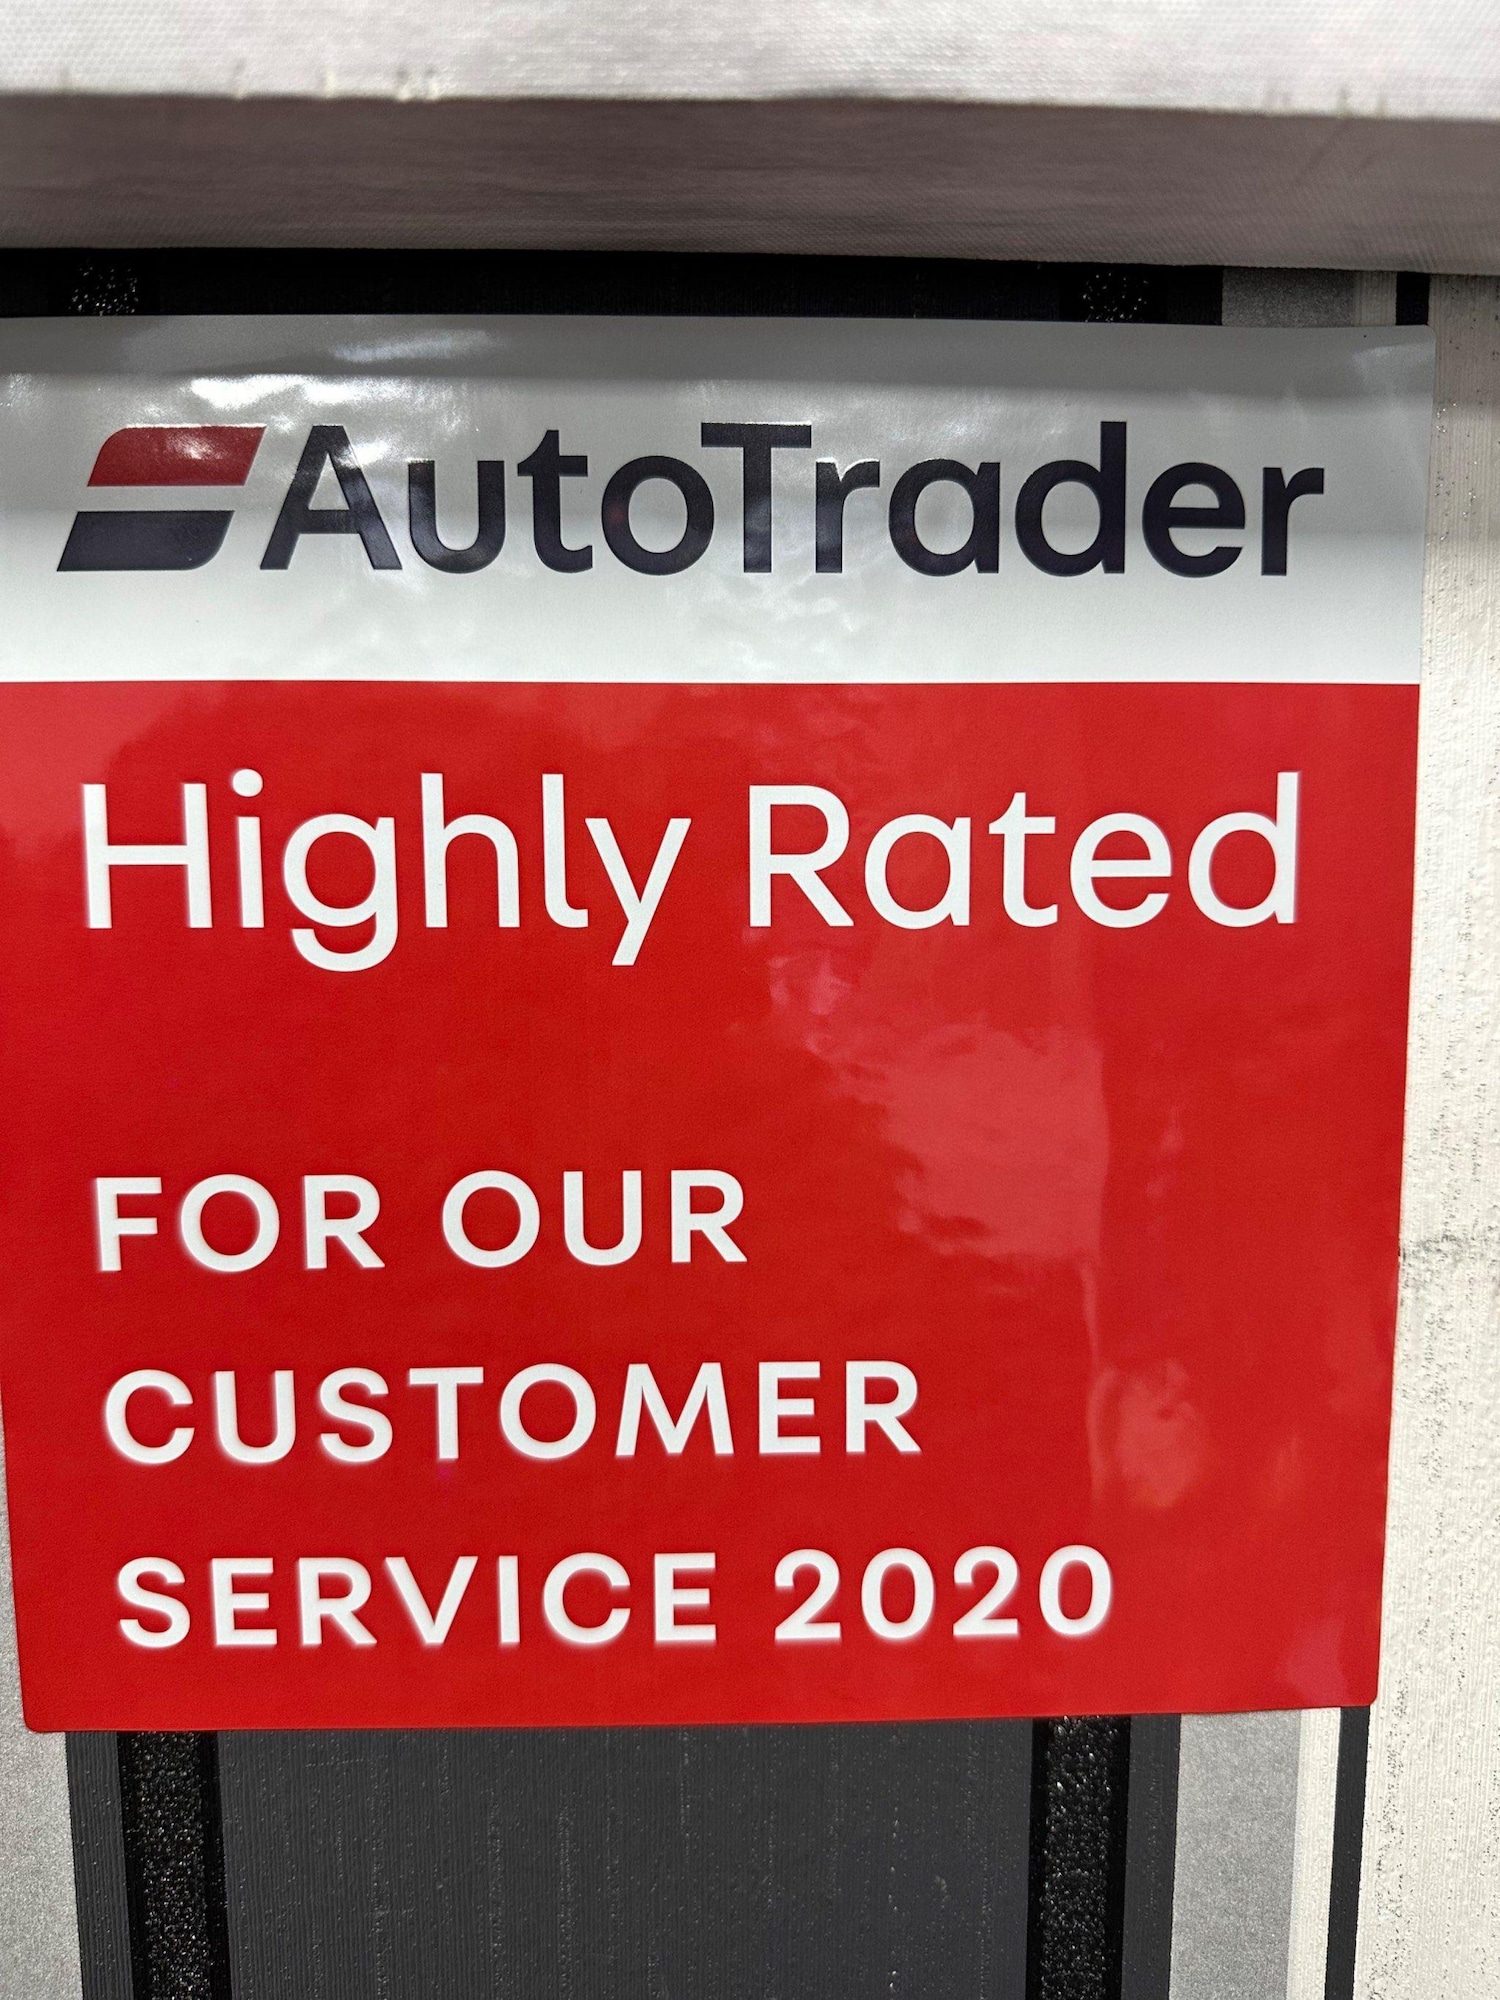 AutoTrader
Highly Rated
FOR OUR
CUSTOMER
SERVICE 2020